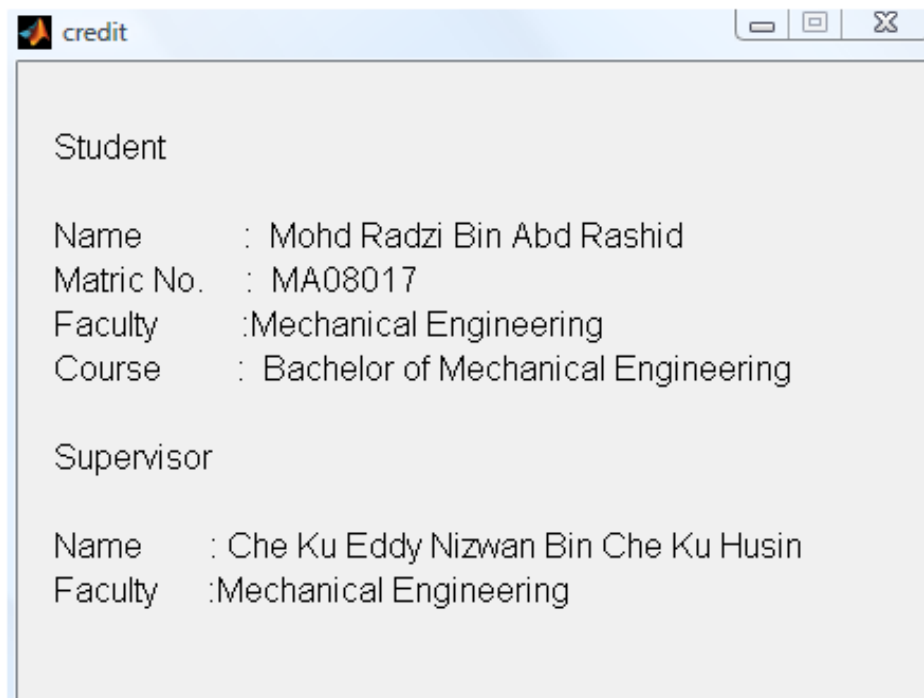 credit
Student
Name : Mohd Radzi Bin Abd Rashid
Matric No. : MA08017
Faculty :Mechanical Engineering
Course : Bachelor of Mechanical Engineering
Supervisor
Name : Che Ku Eddy Nizwan Bin Che Ku Husin
Faculty :Mechanical Engineering